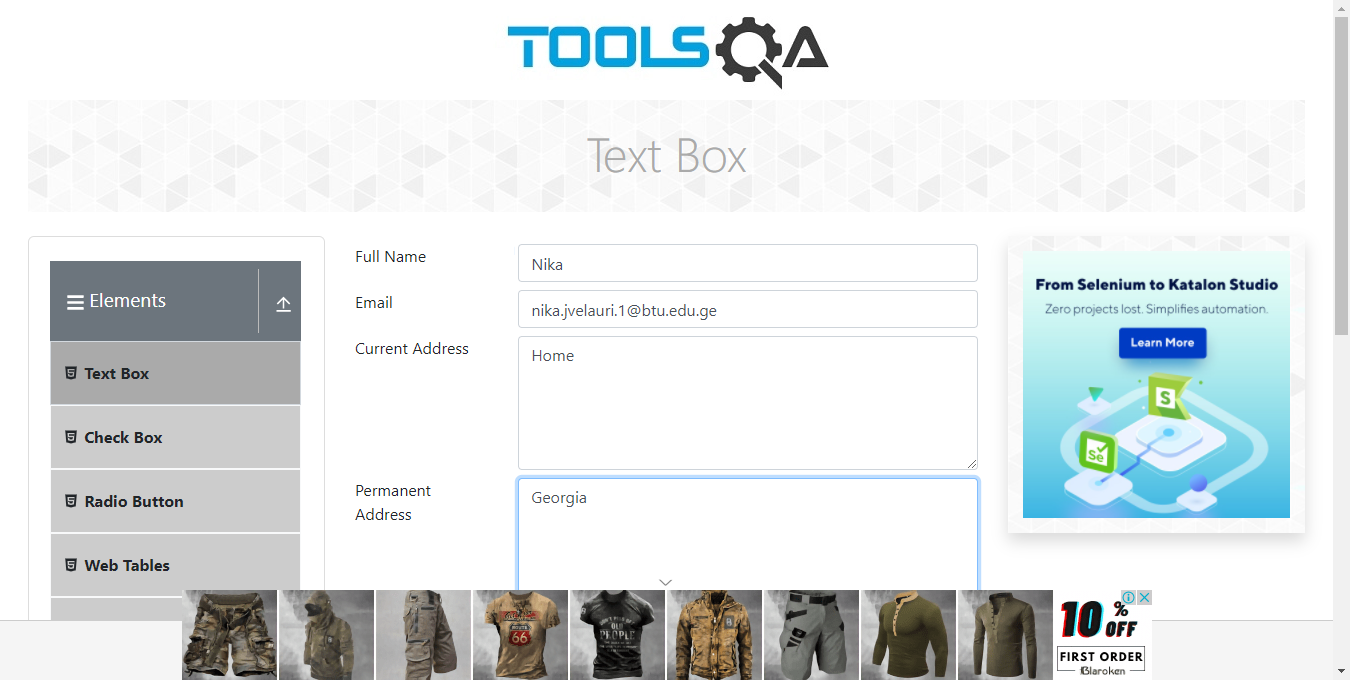 TOOLSQA
Text Box
Elements
Text Box
Check Box
Radio Button
Web Tables
Full Name
Nika
Email
nika.jvelauri.1@btu.edu.ge
Current Address
Home
Permanent
Address
Georgia
From Selenium to Katalon Studio
Zero projects lost. Simplifies automation.
Learn More
S
Se
66
OLD
PEOPLE
10%
OFF
FIRST ORDER
Blaroken